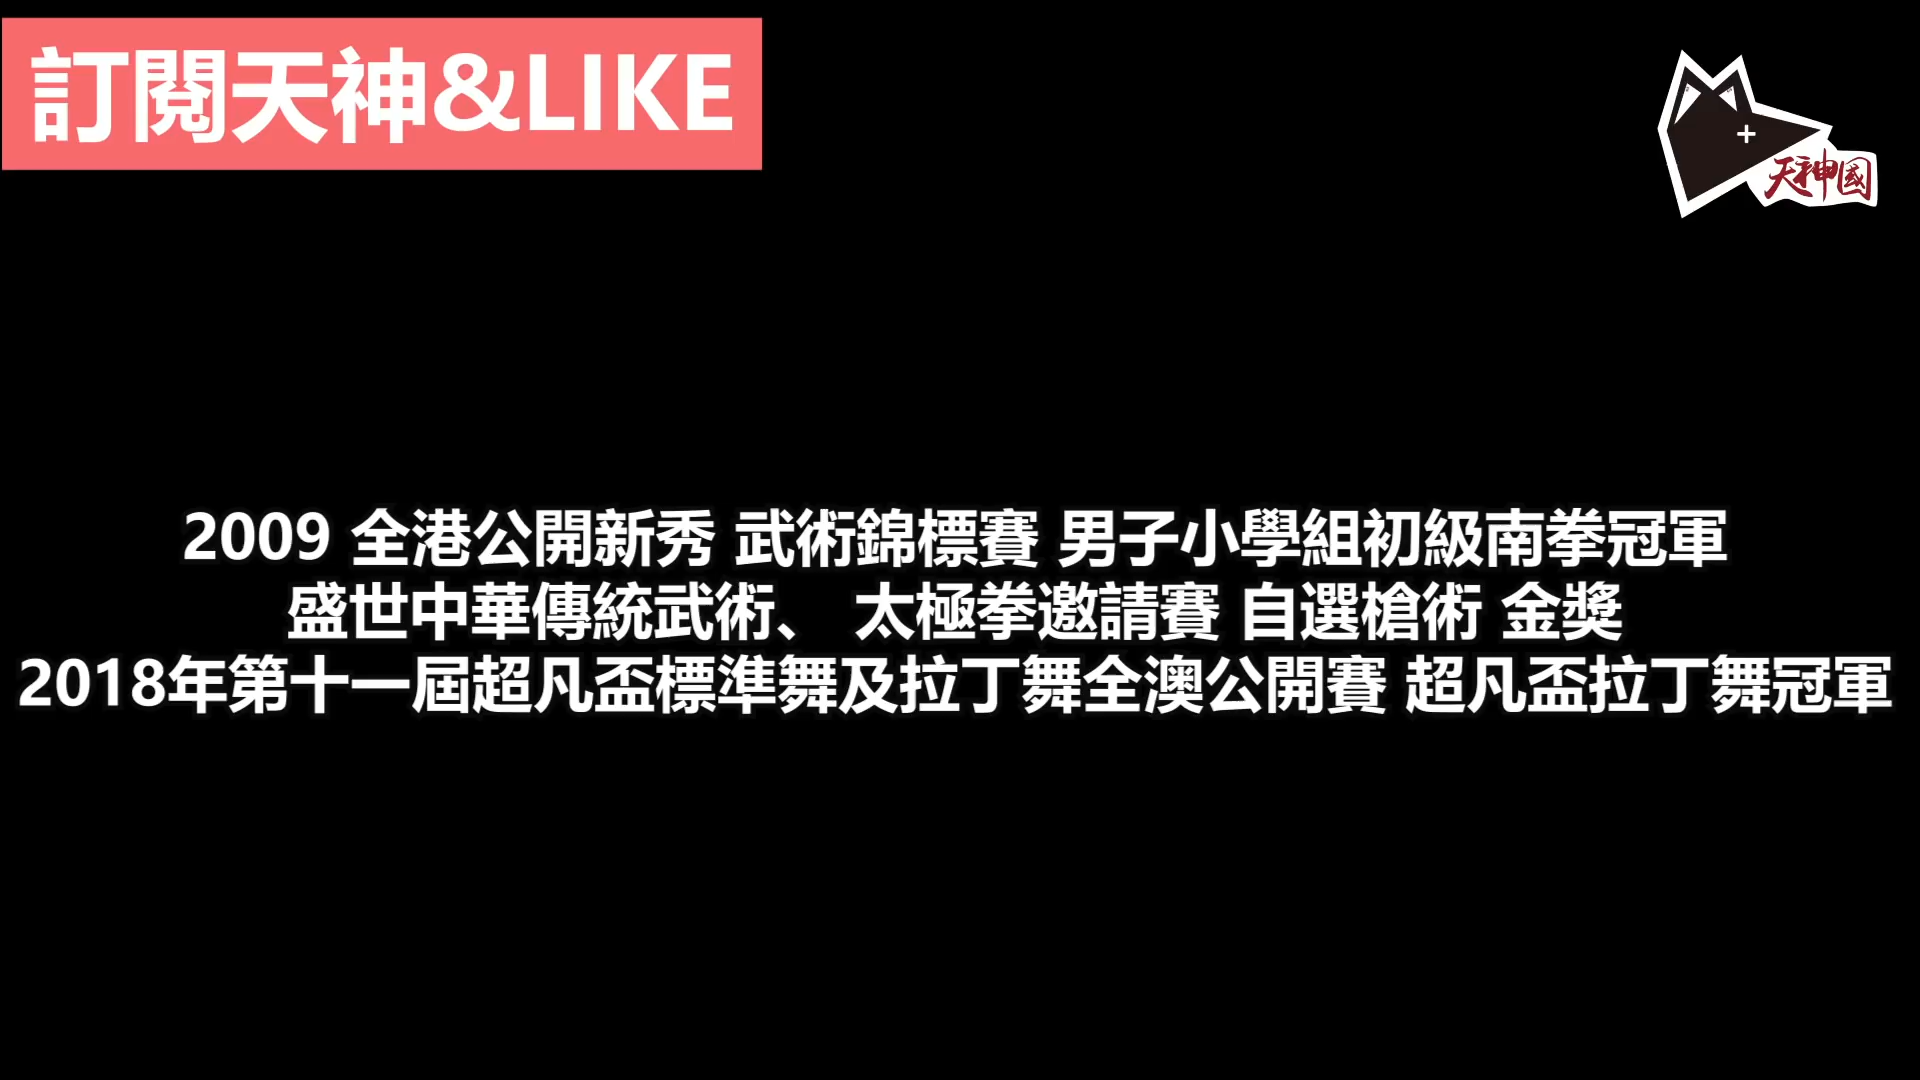 訂閱天神&LIKE
天神國
2009 全港公開新秀 武術錦標賽 男子小學組初級南拳冠軍
盛世中華傳統武術、 太極拳邀請賽 自選槍術 金獎
2018年第十一屆超凡盃標準舞及拉丁舞全澳公開賽 超凡盃拉丁舞冠軍